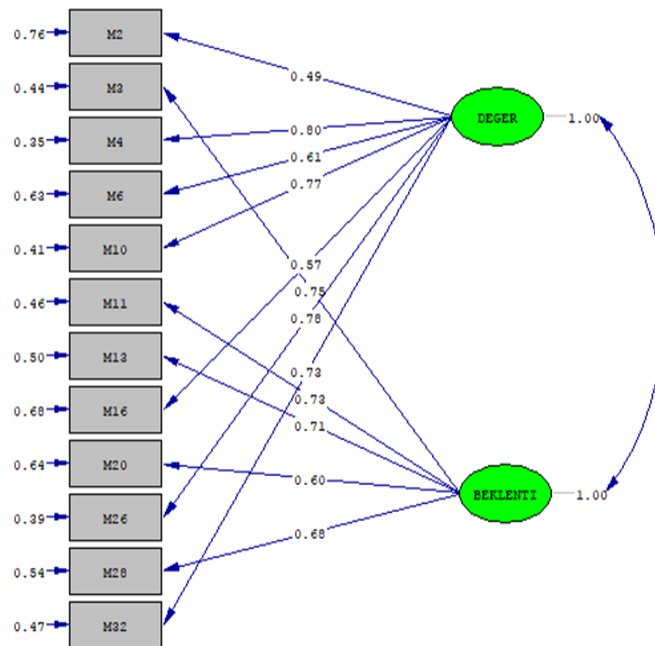 0.76 M2
0.49
0.44 M3
DEGER 1.00
0.35 M4
0.80
0.61
0.63 M6
0.77
0.41 M10
0.57
0.75
0.46 M11
0.78
0.50 M13
0.73
0.73
0.68 M16
0.71
0.64 M20
0.60
BEKLENTI 1.00
0.39 M26
0.68
0.54 M28
0.47 M32